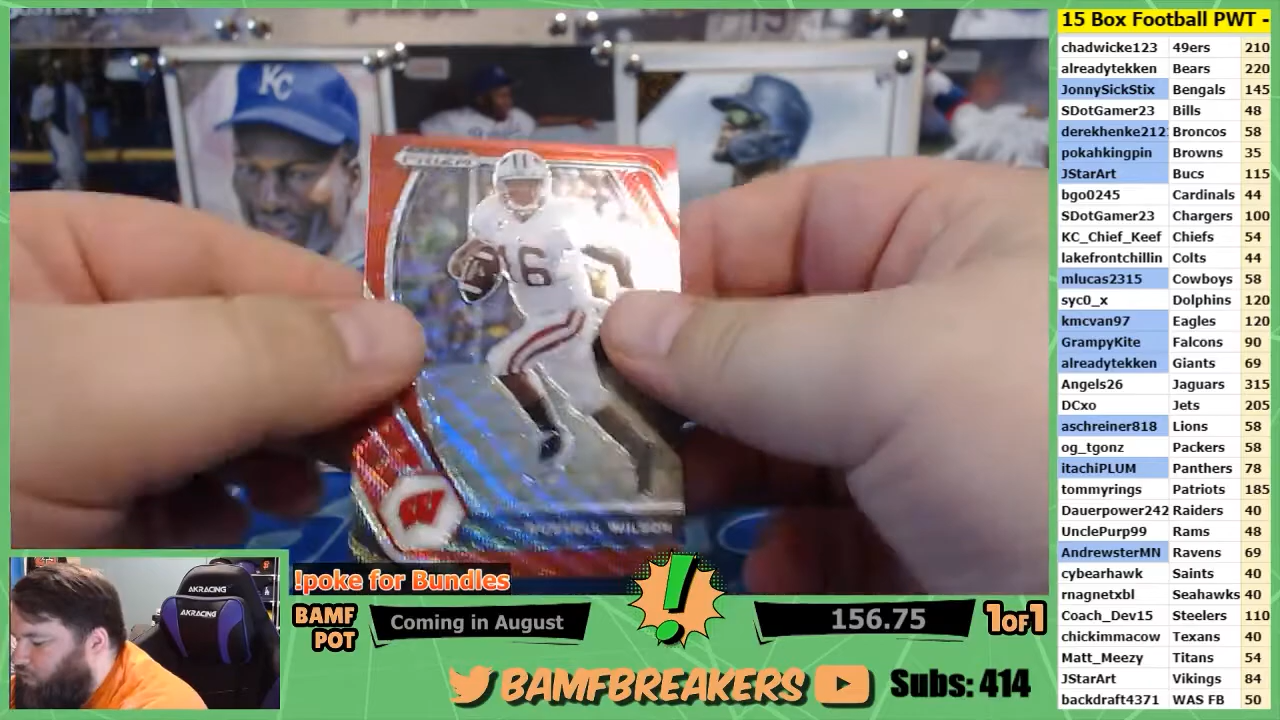 15 Box Football PWT -
chadwicke123 49ers 210
alreadytekken Bears 220
JonnySickStix Bengals 145
SDotGamer23 Bills 48
derekhenke212 Broncos 58
pokahkingpin Browns 35
JStarArt Bucs 115
bgo0245 Cardinals 44
SDotGamer23 Chargers 100
KC_Chief_Keef Chiefs 54
lakefrontchillin Colts 44
mlucas2315 Cowboys 58
syc0_x Dolphins 120
kmcvan97 Eagles 120
GrampyKite Falcons 90
alreadytekken Giants 69
Angels26 Jaguars 315
DCxo Jets 205
aschreiner818 Lions 58
og_tgonz Packers 58
itachiPLUM Panthers 78
tommyrings Patriots 185
Dauerpower242 Raiders 40
UnclePurp99 Rams 48
AndrewsterMN Ravens 69
cybearhawk Saints 40
rnagnetxbl Seahawks 40
Coach_Dev15 Steelers 110
chickimmacow Texans 40
Matt_Meezy Titans 54
JStarArt Vikings 84
backdraft4371 WAS FB 50
KC
PRIZM
16
W
RUSSELL WILSON
AKRACING
AKRACING
!poke for Bundles
BAMF POT
Coming in August
!
156.75
1OF1
BAMFBREAKERS
Subs: 414